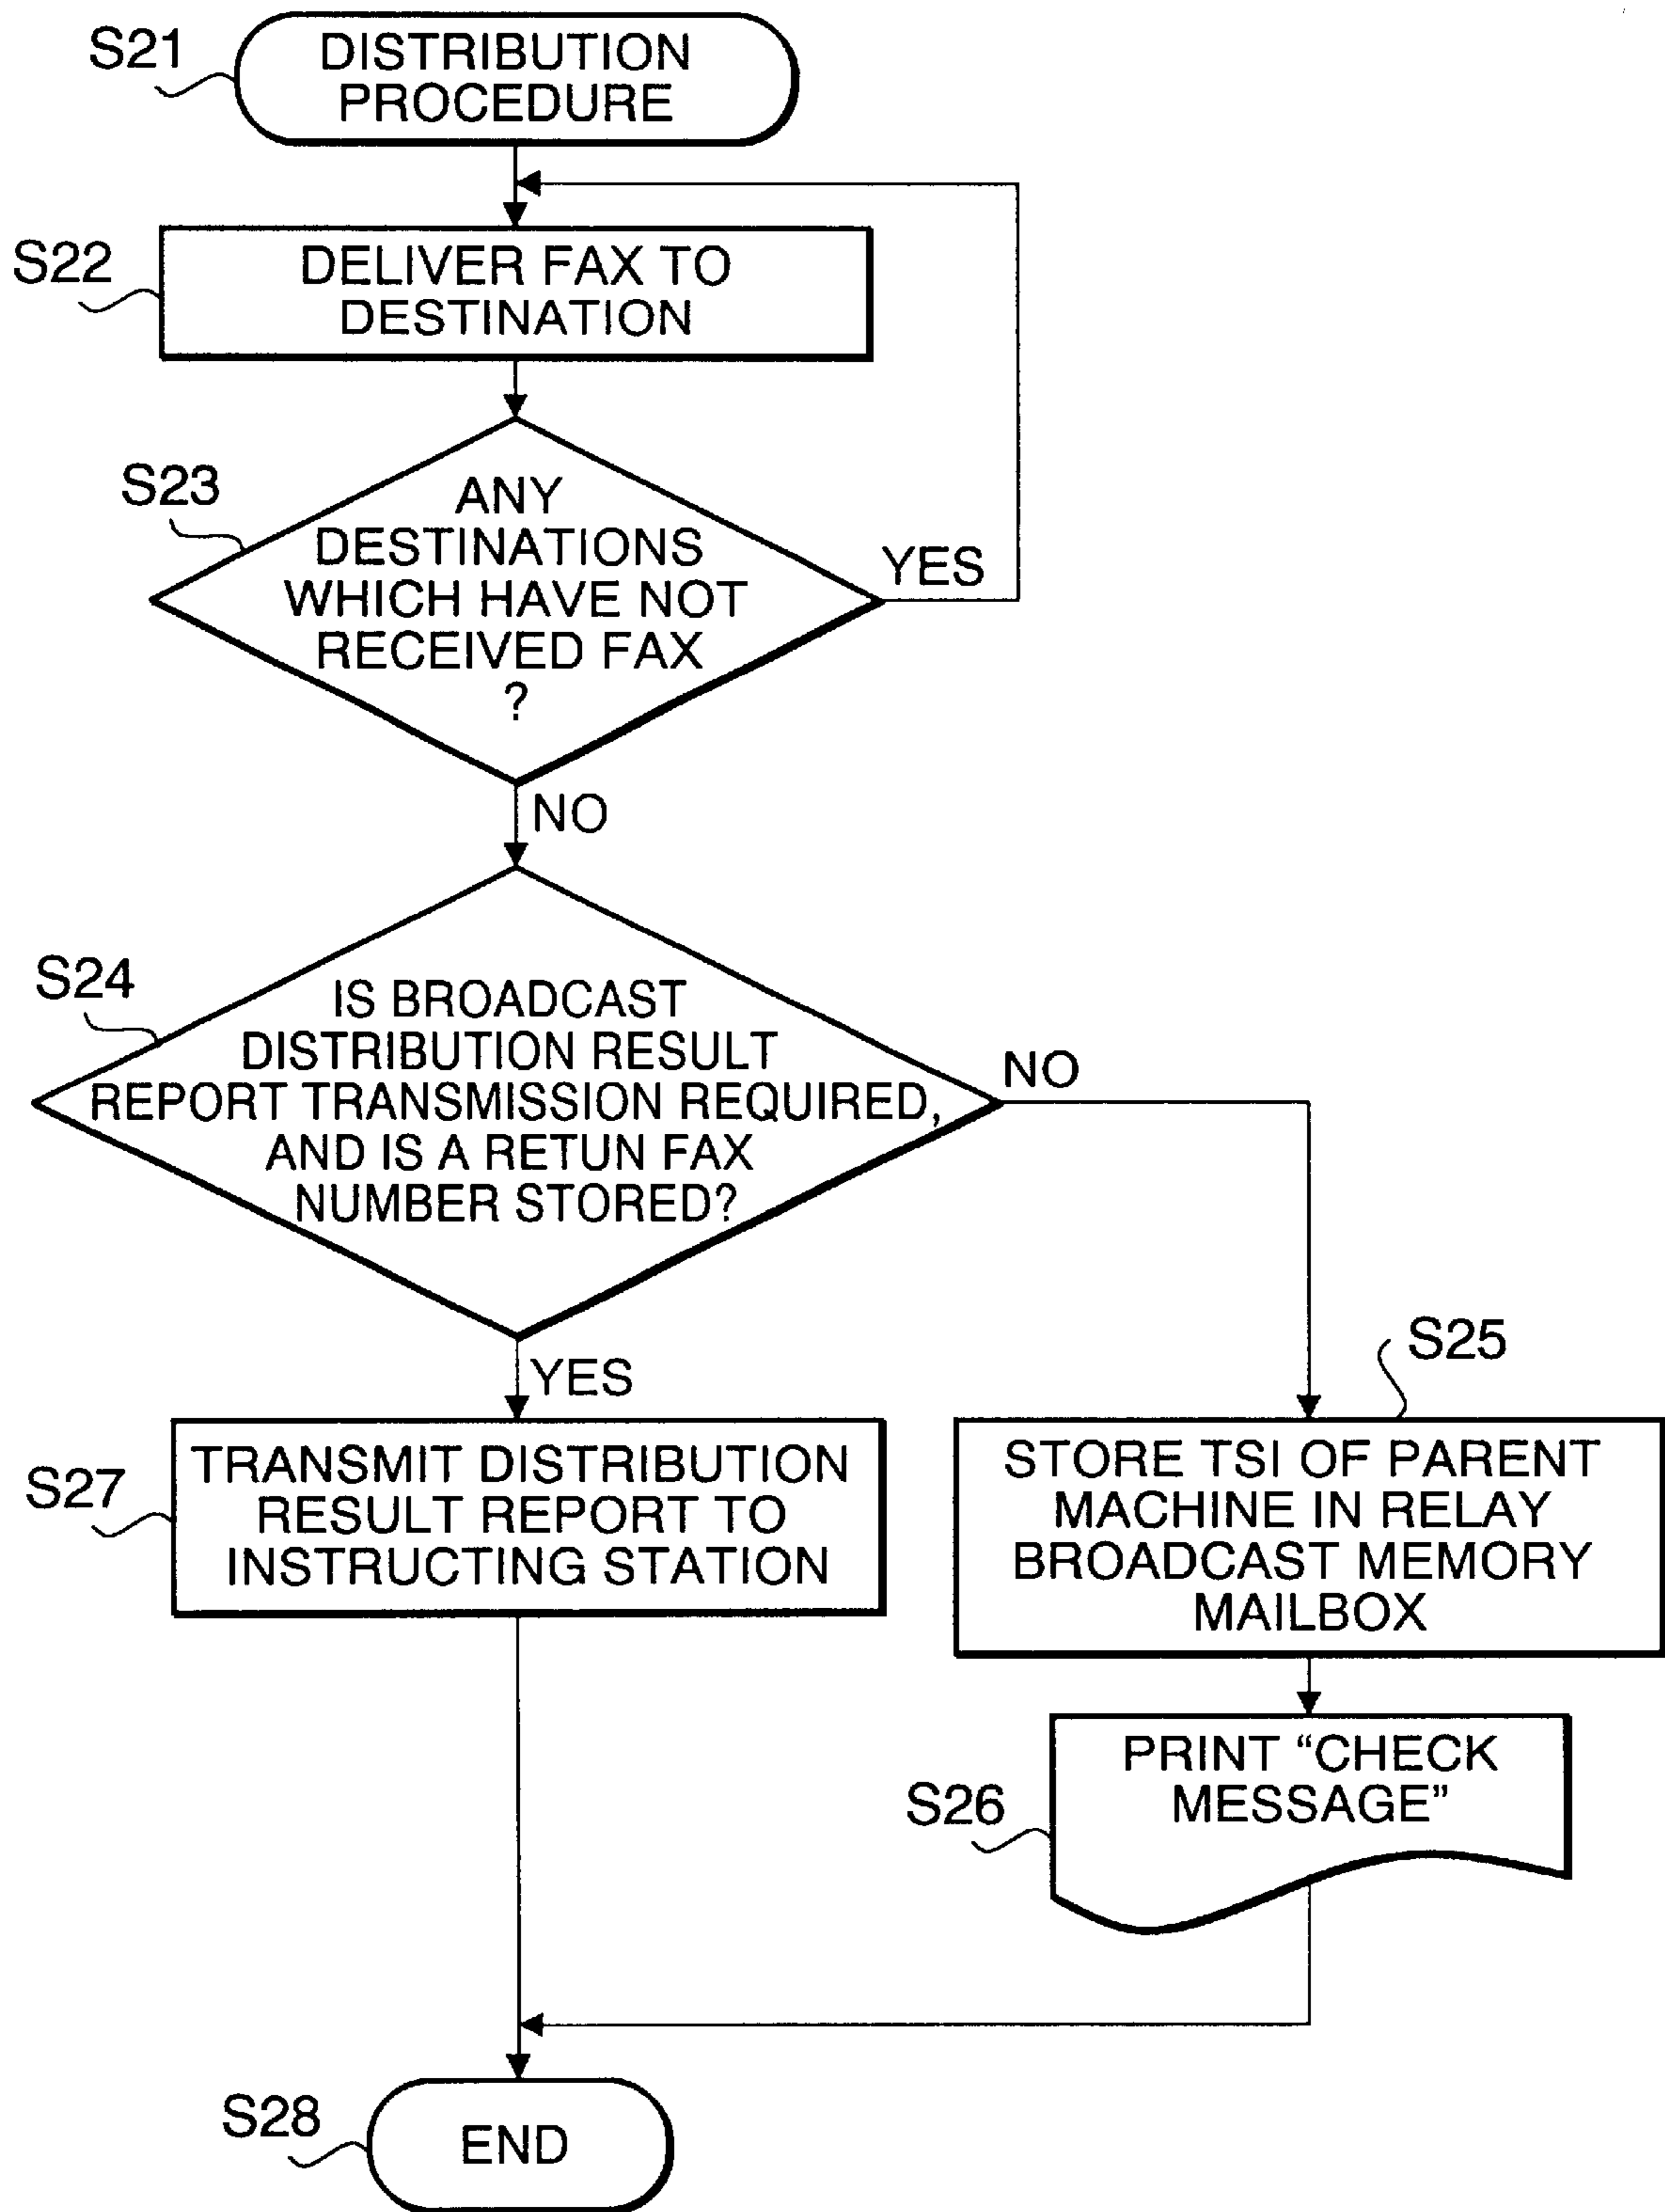 S21
DISTRIBUTION
PROCEDURE
S22
DELIVER FAX TO
DESTINATION
S23
ANY
DESTINATIONS
WHICH HAVE NOT
RECEIVED FAX
?
YES
NO
S24
IS BROADCAST
DISTRIBUTION RESULT
REPORT TRANSMISSION REQUIRED,
AND IS A RETUN FAX
NUMBER STORED?
NO
YES
S25
STORE TSI OF PARENT
MACHINE IN RELAY
BROADCAST MEMORY
MAILBOX
S27
TRANSMIT DISTRIBUTION
RESULT REPORT TO
INSTRUCTING STATION
S26
PRINT “CHECK
MESSAGE”
S28
END